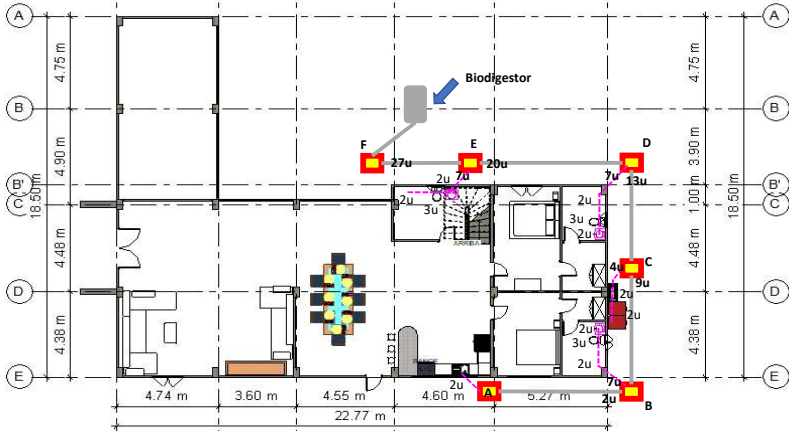 A
A
4.75 m
4.75 m
Biodigestor
B
B
F
E
D
27u
20u
4.90 m
3.90 m
2u
7u
7u
13u
B'
B'
2u
2u
3u
3u
C
C
18.50 m
18.50 m
1.00 m
2u
ARRIBA
4.48 m
4.48 m
4u
C
9u
D
D
2u
2u
2u
3u
4.38 m
4.38 m
RANGE
2u
2u
7u
E
E
A
2u
B
4.74 m
3.60 m
4.55 m
4.60 m
5.27 m
22.77 m